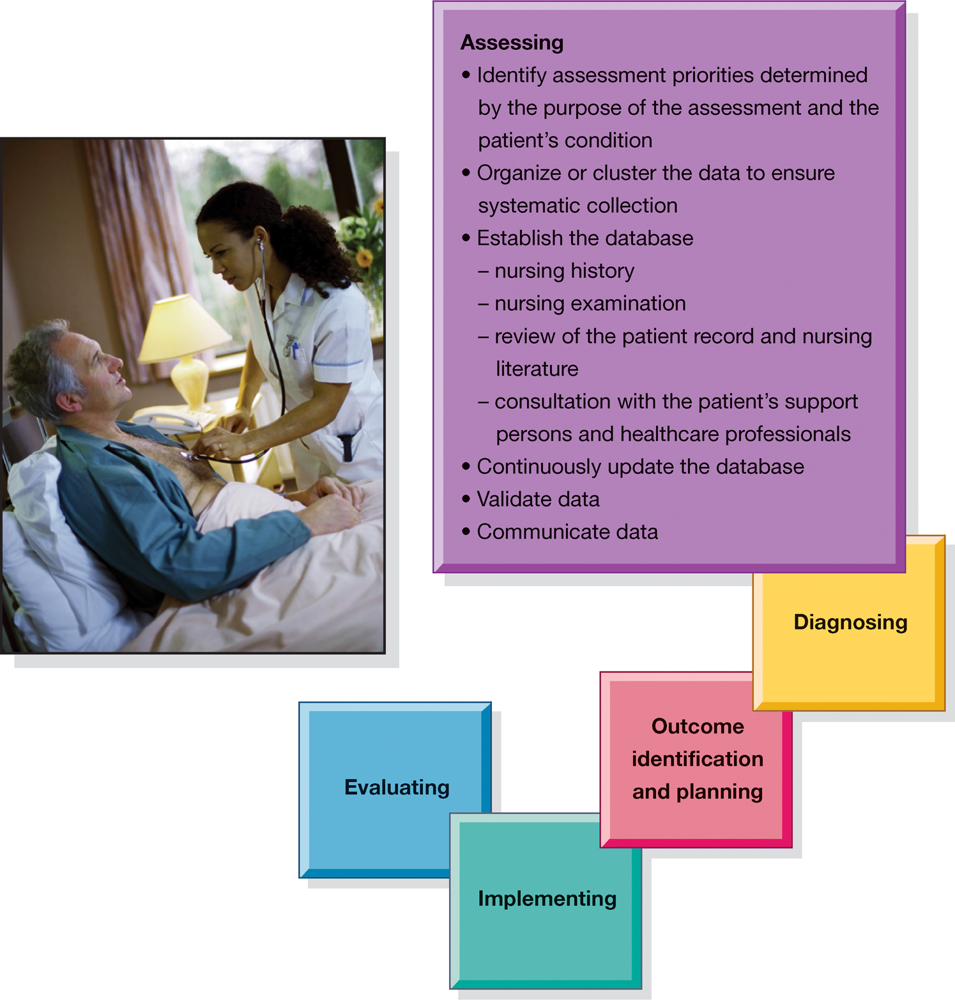 Assessing
• Identify assessment priorities determined
by the purpose of the assessment and the
patient’s condition
• Organize or cluster the data to ensure
systematic collection
• Establish the database
– nursing history
– nursing examination
– review of the patient record and nursing
literature
– consultation with the patient’s support
persons and healthcare professionals
• Continuously update the database
• Validate data
• Communicate data
Diagnosing
Outcome
identification
and planning
Implementing
Evaluating